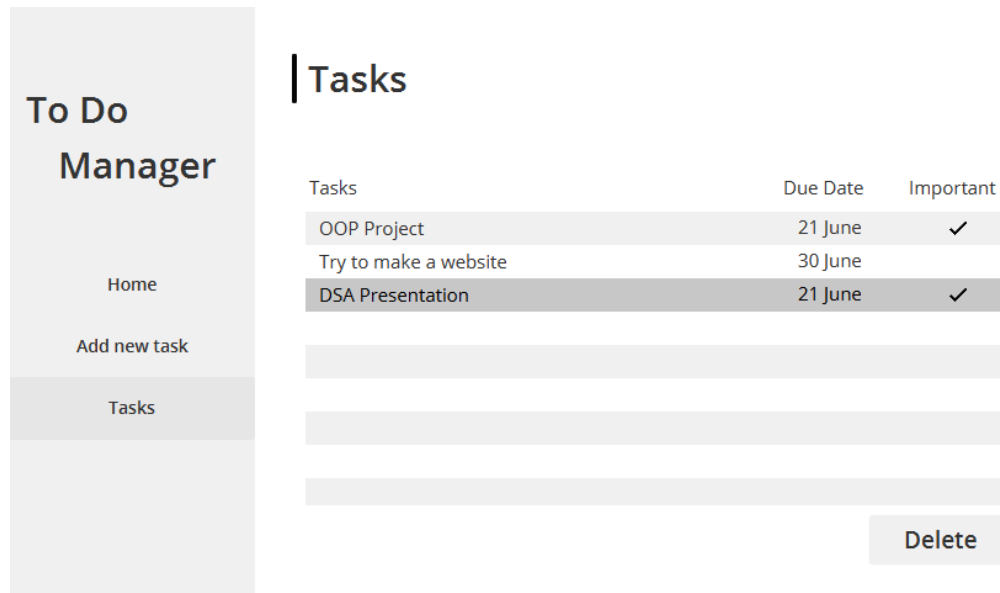 To Do
Manager
Home
Add new task
Tasks
Tasks
Tasks Due Date Important
OOP Project 21 June ✓
Try to make a website 30 June
DSA Presentation 21 June ✓
Delete